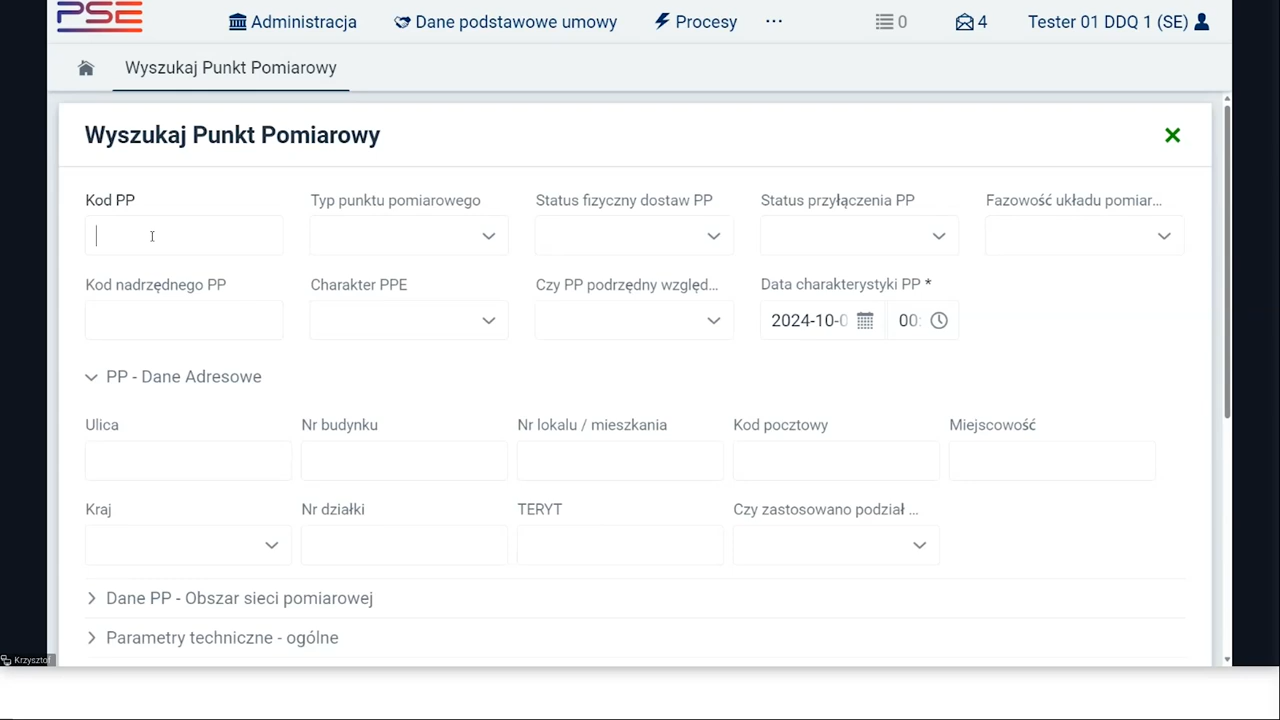 PSE Administracja Dane podstawowe umowy Procesy ... 0 4 Tester 01 DDQ 1 (SE)
Wyszukaj Punkt Pomiarowy
Wyszukaj Punkt Pomiarowy
Kod PP Typ punktu pomiarowego Status fizyczny dostaw PP Status przyłączenia PP Fazowość układu pomiar...
Kod nadrzędnego PP Charakter PPE Czy PP podrzędny względ... Data charakterystyki PP *
2024-10-0 00:
PP - Dane Adresowe
Ulica Nr budynku Nr lokalu / mieszkania Kod pocztowy Miejscowość
Kraj Nr działki TERYT Czy zastosowano podział ...
Dane PP - Obszar sieci pomiarowej
Parametry techniczne - ogólne
Krzysztof